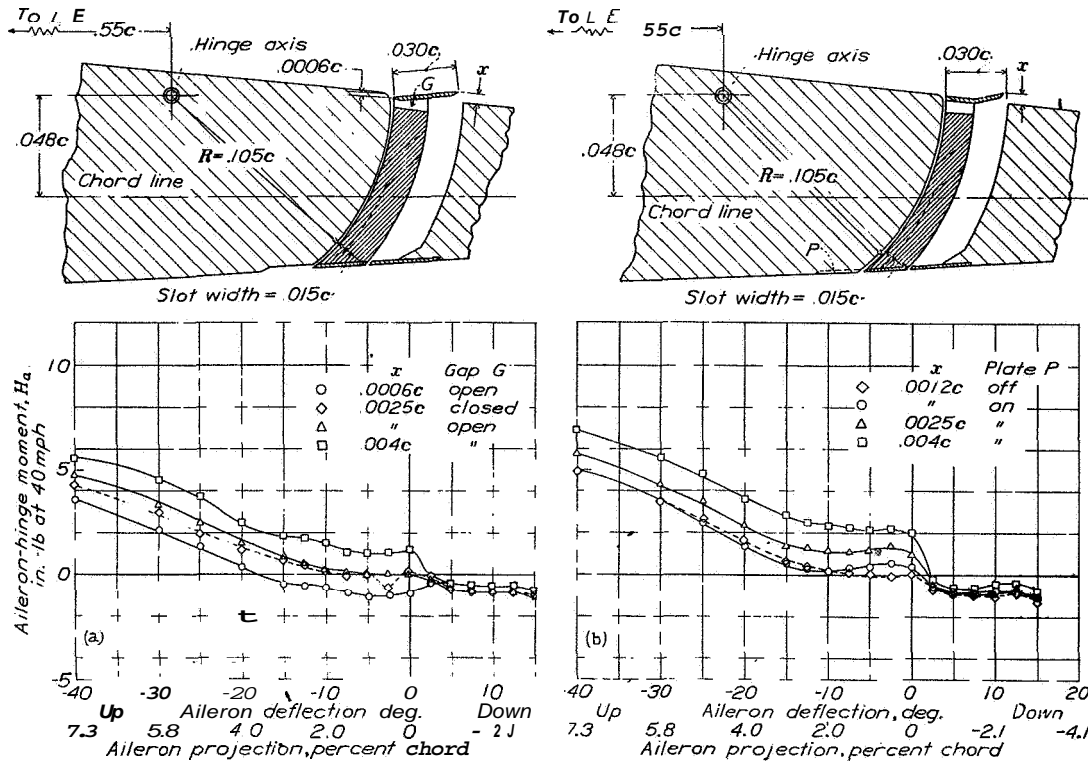 To L E
.55c
Hinge axis
.0006c
.030c
G
x
.048c
R=.105c
Chord line
Slot width = .015c
To L E
55c
Hinge axis
.030c
x
.048c
R=.105c
Chord line
P
Slot width = .015c
Aileron-hinge moment, Ha
in.-lb at 40 mph
10
5
0
-5
x Gap G
.0006c open
.0025c closed
" open
.004c "
t
(a)
-40 -30 -20 -10 0 10
Up Aileron deflection deg. Down
7.3 5.8 4.0 2.0 0 -2.1
Aileron projection, percent chord
x Plate P
.0012c off
" on
.0025c "
.004c "
(b)
-40 -30 -20 -10 0 10 20
Up Aileron deflection, deg. Down
7.3 5.8 4.0 2.0 0 -2.1 -4.1
Aileron projection, percent chord